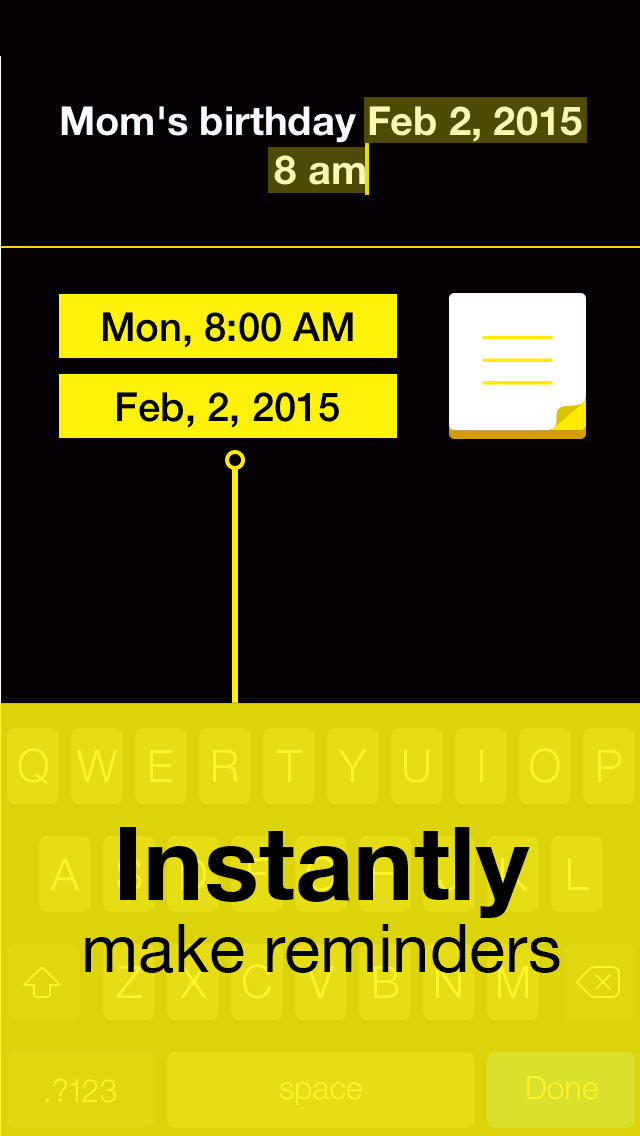 Mom's birthday Feb 2, 2015
8 am
Mon, 8:00 AM
Feb, 2, 2015
Q W E R T Y U I O P
A S D F G H J K L
Instantly
make reminders
Z X C V B N M
.?123 space Done